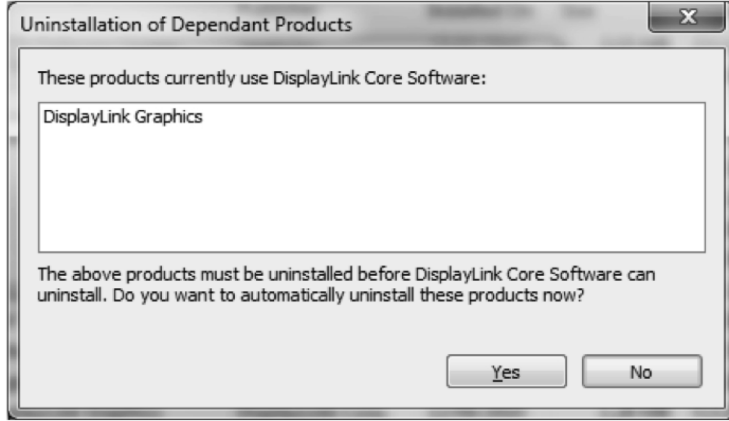 Uninstallation of Dependant Products
These products currently use DisplayLink Core Software:
DisplayLink Graphics
The above products must be uninstalled before DisplayLink Core Software can
uninstall. Do you want to automatically uninstall these products now?
Yes
No